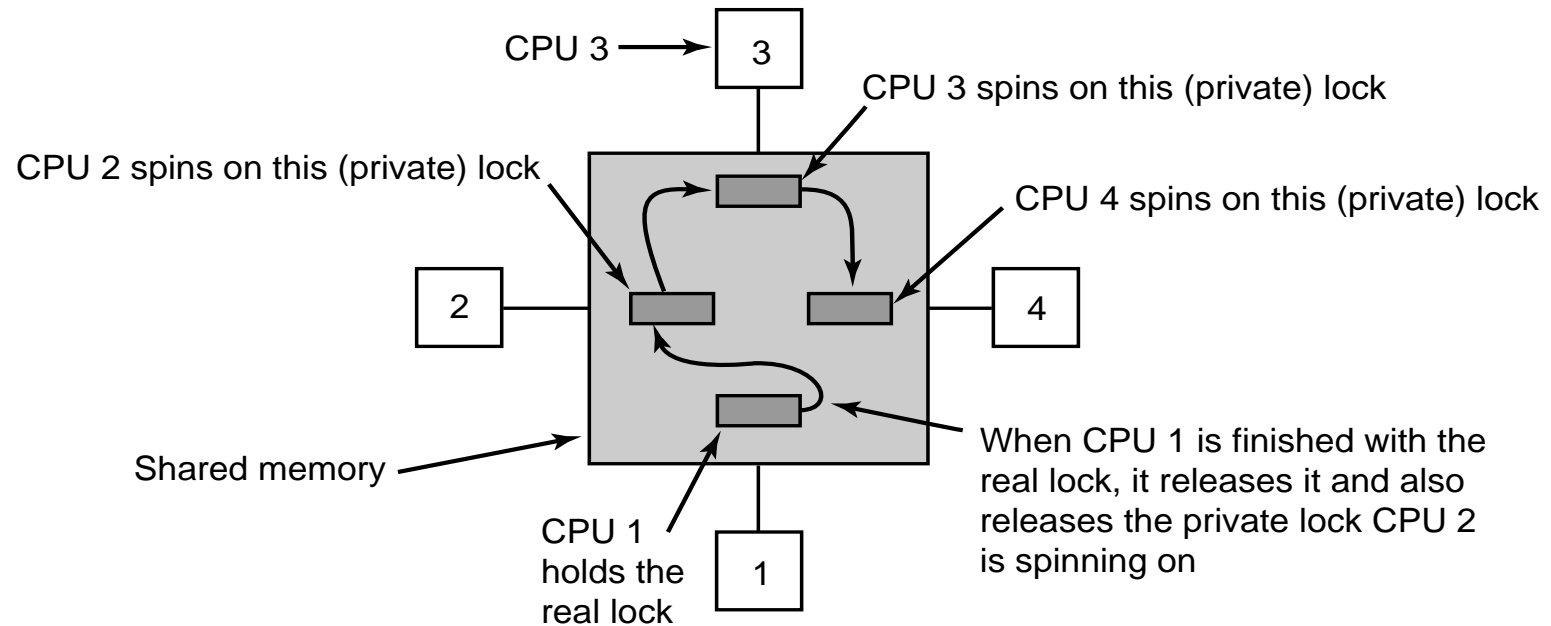 CPU 3
3
CPU 3 spins on this (private) lock
CPU 2 spins on this (private) lock
CPU 4 spins on this (private) lock
2
4
Shared memory
When CPU 1 is finished with the
real lock, it releases it and also
releases the private lock CPU 2
is spinning on
CPU 1
holds the
real lock
1